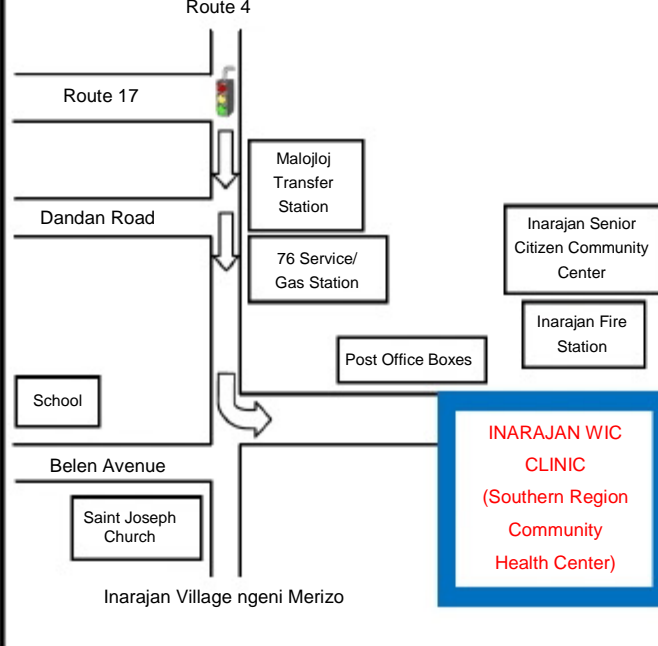 Route 4
Route 17
Malojloj
Transfer
Station
Dandan Road
76 Service/
Gas Station
Inarajan Senior
Citizen Community
Center
Inarajan Fire
Station
Post Office Boxes
School
INARAJAN WIC
CLINIC
(Southern Region
Community
Health Center)
Belen Avenue
Saint Joseph
Church
Inarajan Village ngeni Merizo